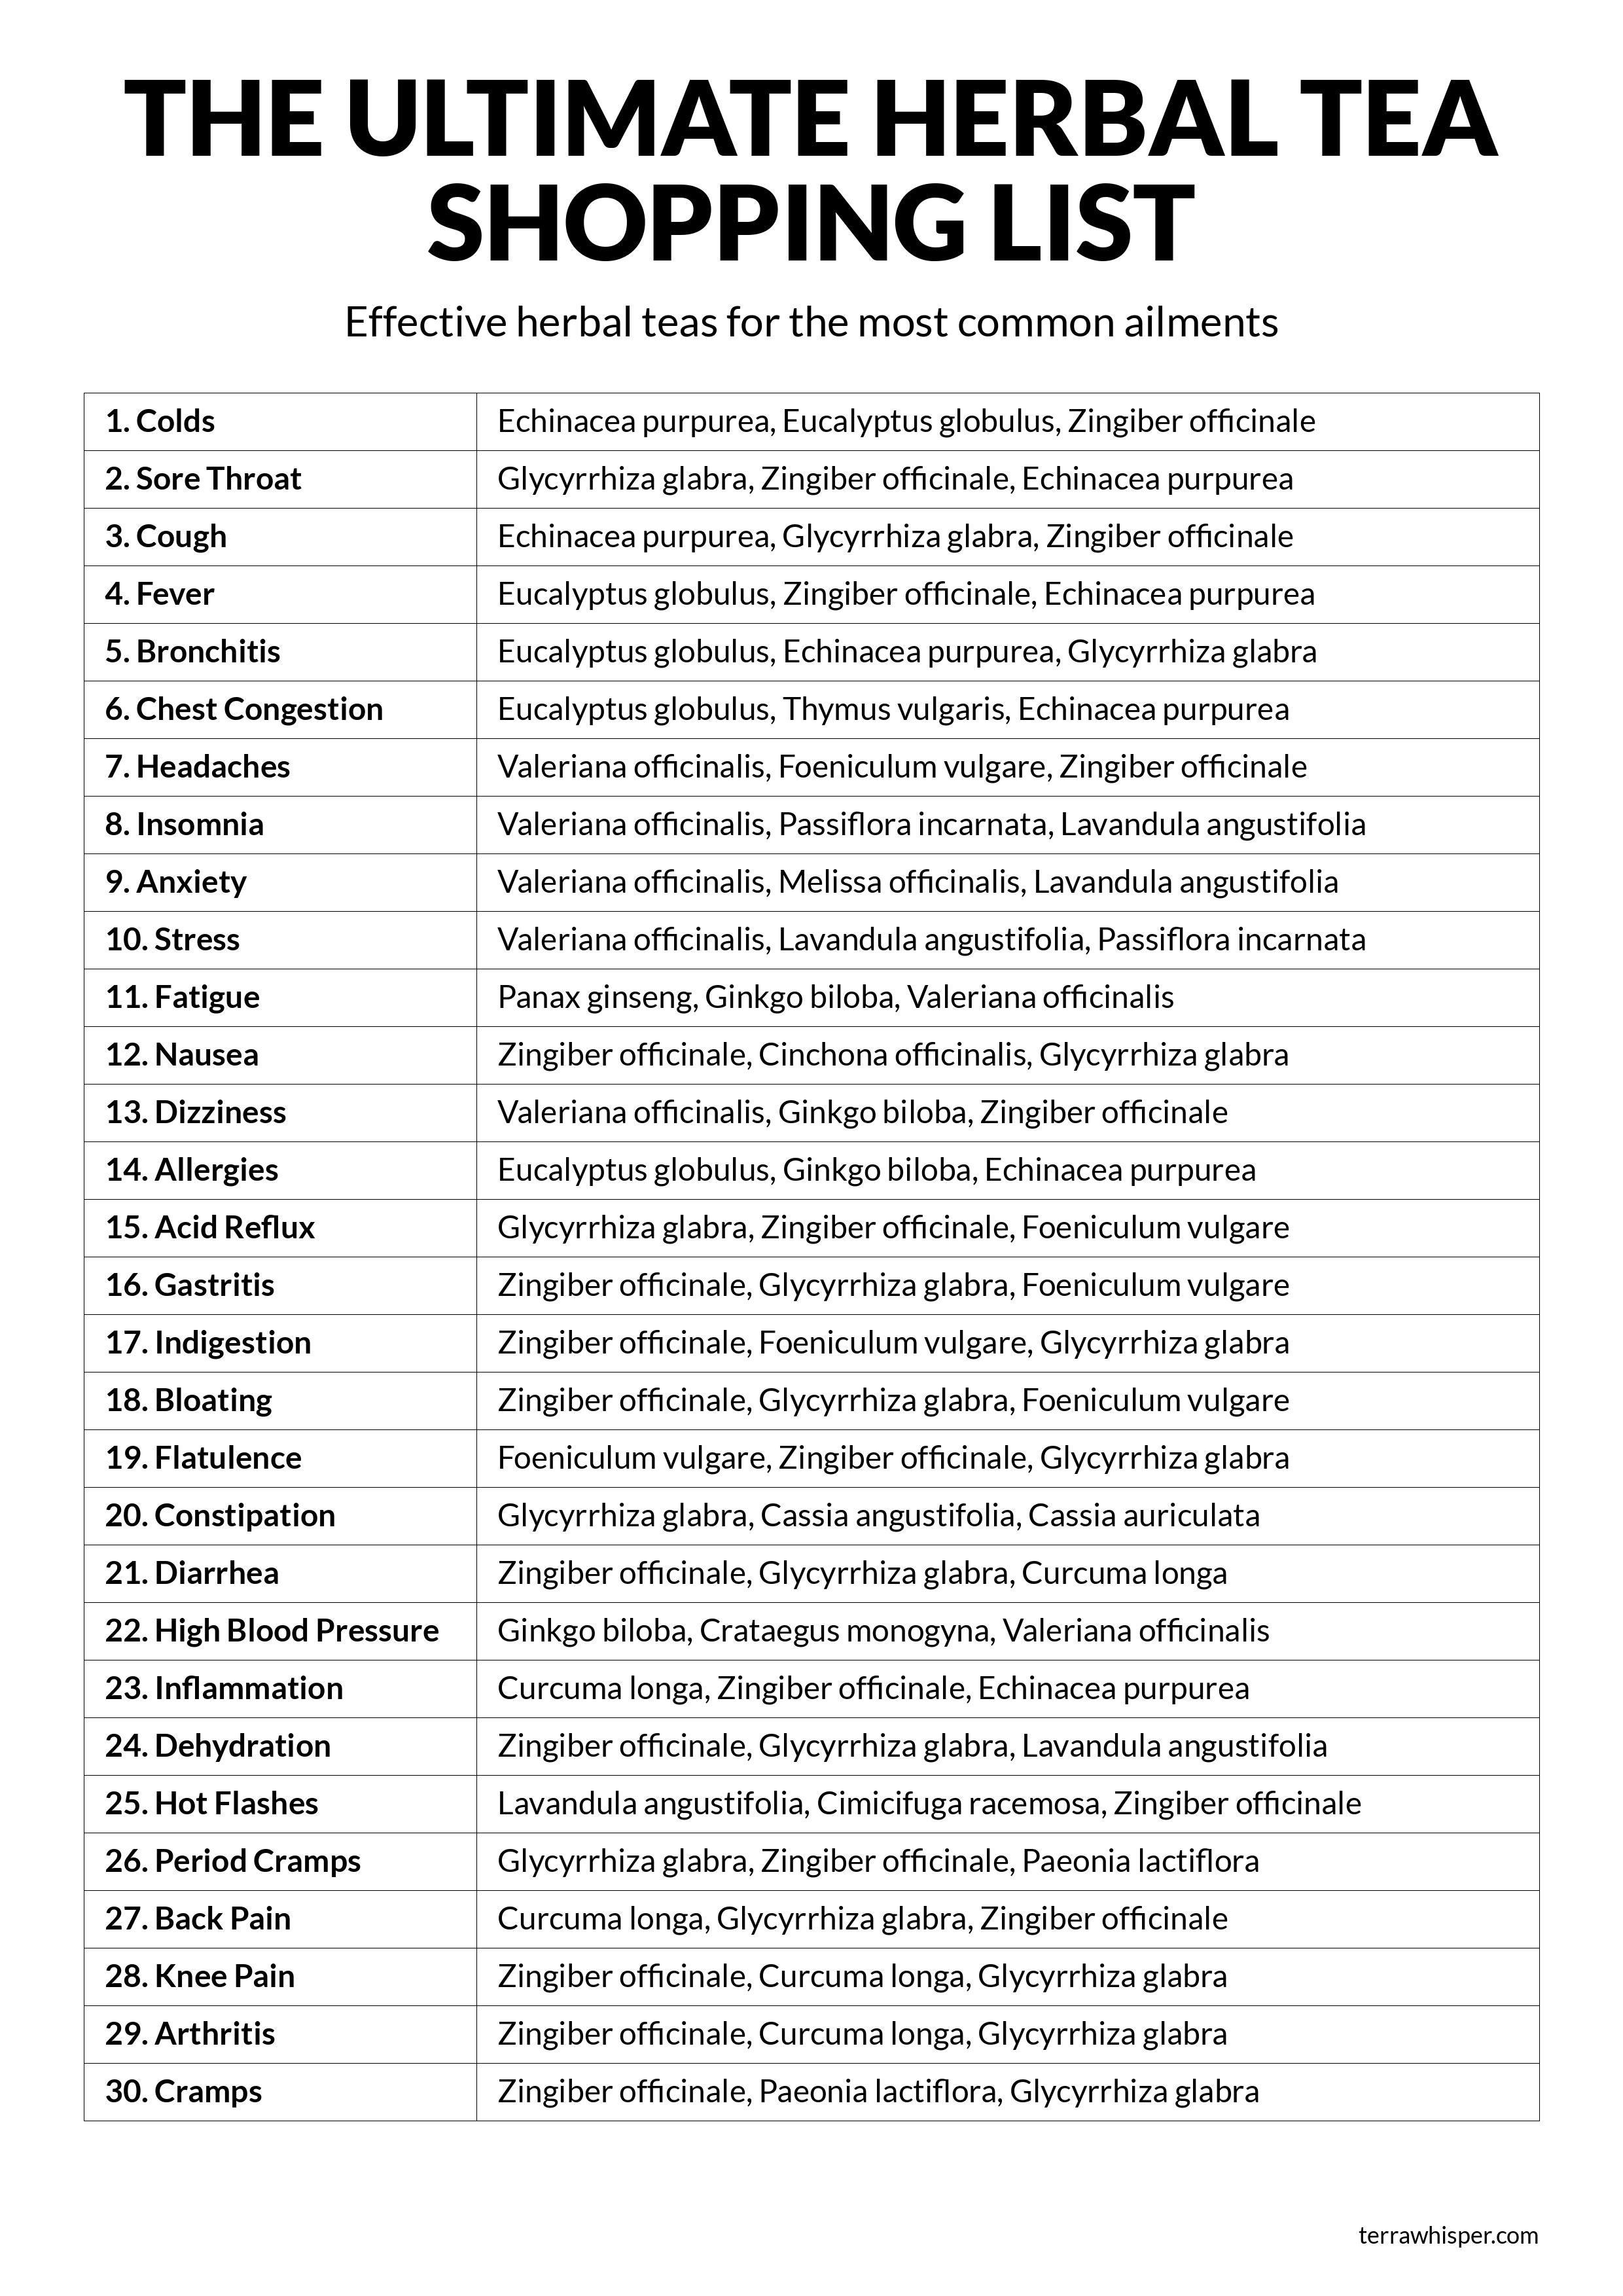 THE ULTIMATE HERBAL TEA
SHOPPING LIST
Effective herbal teas for the most common ailments
1. Colds Echinacea purpurea, Eucalyptus globulus, Zingiber officinale
2. Sore Throat Glycyrrhiza glabra, Zingiber officinale, Echinacea purpurea
3. Cough Echinacea purpurea, Glycyrrhiza glabra, Zingiber officinale
4. Fever Eucalyptus globulus, Zingiber officinale, Echinacea purpurea
5. Bronchitis Eucalyptus globulus, Echinacea purpurea, Glycyrrhiza glabra
6. Chest Congestion Eucalyptus globulus, Thymus vulgaris, Echinacea purpurea
7. Headaches Valeriana officinalis, Foeniculum vulgare, Zingiber officinale
8. Insomnia Valeriana officinalis, Passiflora incarnata, Lavandula angustifolia
9. Anxiety Valeriana officinalis, Melissa officinalis, Lavandula angustifolia
10. Stress Valeriana officinalis, Lavandula angustifolia, Passiflora incarnata
11. Fatigue Panax ginseng, Ginkgo biloba, Valeriana officinalis
12. Nausea Zingiber officinale, Cinchona officinalis, Glycyrrhiza glabra
13. Dizziness Valeriana officinalis, Ginkgo biloba, Zingiber officinale
14. Allergies Eucalyptus globulus, Ginkgo biloba, Echinacea purpurea
15. Acid Reflux Glycyrrhiza glabra, Zingiber officinale, Foeniculum vulgare
16. Gastritis Zingiber officinale, Glycyrrhiza glabra, Foeniculum vulgare
17. Indigestion Zingiber officinale, Foeniculum vulgare, Glycyrrhiza glabra
18. Bloating Zingiber officinale, Glycyrrhiza glabra, Foeniculum vulgare
19. Flatulence Foeniculum vulgare, Zingiber officinale, Glycyrrhiza glabra
20. Constipation Glycyrrhiza glabra, Cassia angustifolia, Cassia auriculata
21. Diarrhea Zingiber officinale, Glycyrrhiza glabra, Curcuma longa
22. High Blood Pressure Ginkgo biloba, Crataegus monogyna, Valeriana officinalis
23. Inflammation Curcuma longa, Zingiber officinale, Echinacea purpurea
24. Dehydration Zingiber officinale, Glycyrrhiza glabra, Lavandula angustifolia
25. Hot Flashes Lavandula angustifolia, Cimicifuga racemosa, Zingiber officinale
26. Period Cramps Glycyrrhiza glabra, Zingiber officinale, Paeonia lactiflora
27. Back Pain Curcuma longa, Glycyrrhiza glabra, Zingiber officinale
28. Knee Pain Zingiber officinale, Curcuma longa, Glycyrrhiza glabra
29. Arthritis Zingiber officinale, Curcuma longa, Glycyrrhiza glabra
30. Cramps Zingiber officinale, Paeonia lactiflora, Glycyrrhiza glabra
terrawhisper.com